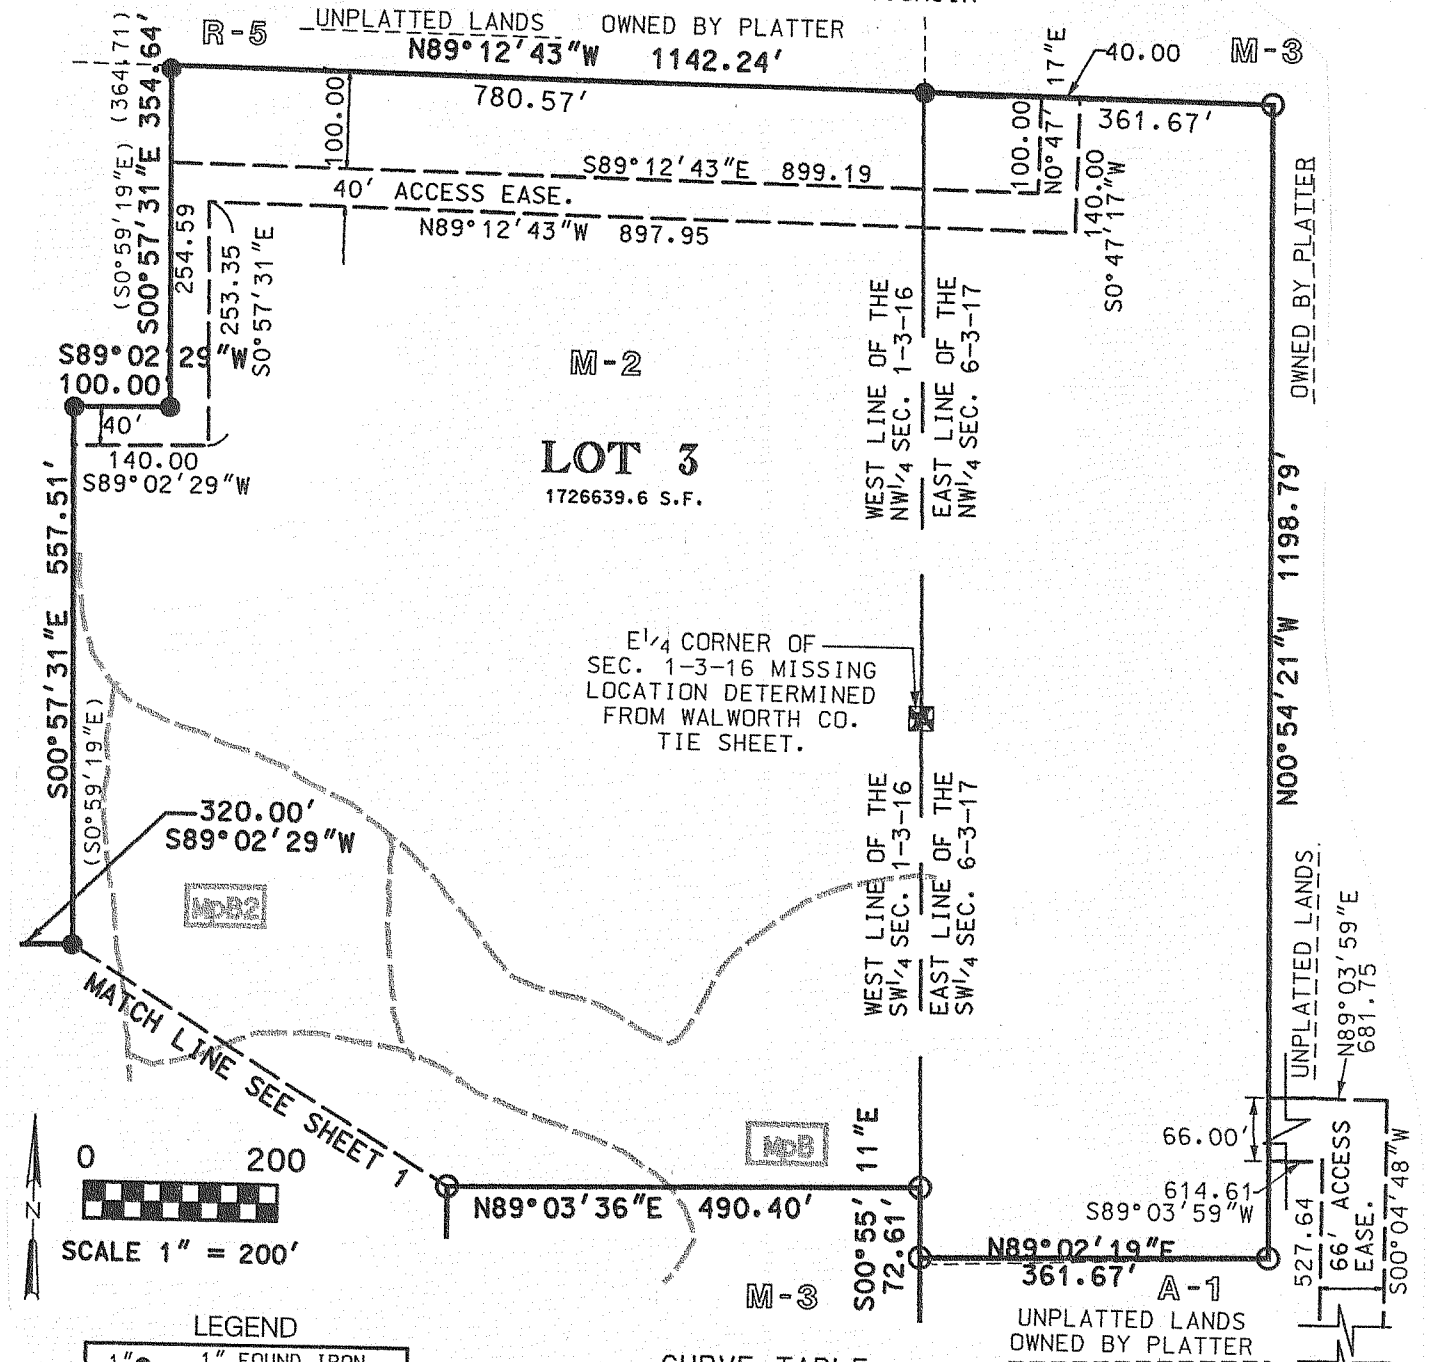 R-5
UNPLATTED LANDS OWNED BY PLATTER
N89°12'43"W 1142.24'
780.57'
40.00
M-3
361.67'
100.00
S89°12'43"E 899.19
40' ACCESS EASE.
N89°12'43"W 897.95
100.00
N0°47' 17"E
140.00
S0°47'17"W
(S0°59'19"E) (364.71)
S00°57'31"E 354.64'
254.59
253.35
S0°57'31"E
S89°02'29"W
100.00'
40'
140.00
S89°02'29"W
M-2
LOT 3
1726639.6 S.F.
WEST LINE OF THE
NW1/4 SEC. 1-3-16
EAST LINE OF THE
NW1/4 SEC. 6-3-17
OWNED BY PLATTER
N00°54'21"W 1198.79'
S00°57'31"E 557.51'
(S0°59'19"E)
E1/4 CORNER OF
SEC. 1-3-16 MISSING
LOCATION DETERMINED
FROM WALWORTH CO.
TIE SHEET.
320.00'
S89°02'29"W
MpB2
WEST LINE OF THE
SW1/4 SEC. 1-3-16
EAST LINE OF THE
SW1/4 SEC. 6-3-17
UNPLATTED LANDS
N89°03'59"E
681.75
MATCH LINE SEE SHEET 1
MpB
66.00'
614.61
S89°03'59"W
527.64
66' ACCESS
EASE.
S00°04'48"W
0 200
N
SCALE 1" = 200'
N89°03'36"E 490.40'
S00°55' 11"E
72.61'
N89°02'19"E
361.67'
M-3
A-1
UNPLATTED LANDS
OWNED BY PLATTER
LEGEND
1" 1" FOUND IRON
CURVE TABLE